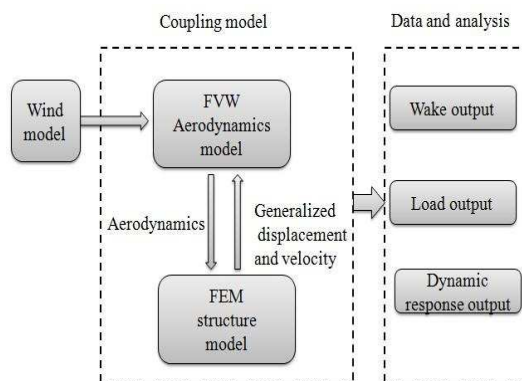 Coupling model
Data and analysis
Wind
model
FVW
Aerodynamics
model
Aerodynamics
Generalized
displacement
and velocity
FEM
structure
model
Wake output
Load output
Dynamic
response output